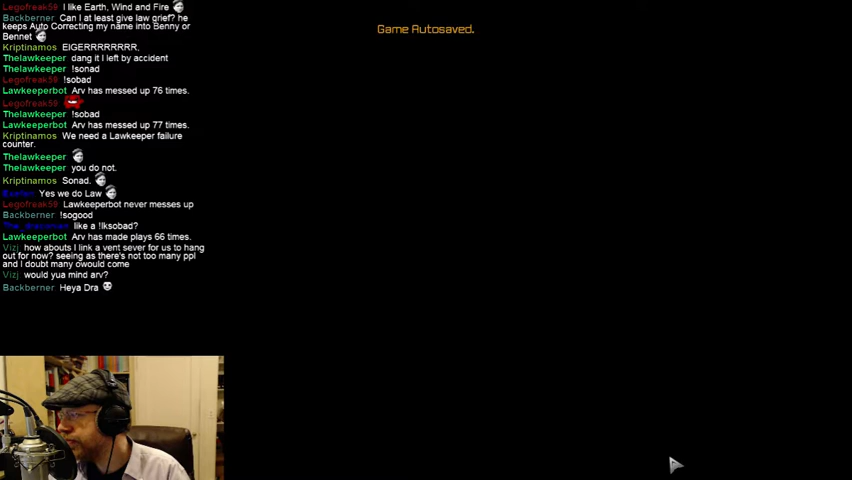 Legofreak59 I like Earth, Wind and Fire
Backberner: Can I at least give law grief? he
keeps Auto Correcting my name into Benny or
Bennet
Kriptinamos: EIGERRRRRRRR,
Thelawkeeper dang it I left by accident
Thelawkeeper !sonad
Legofreak59 !sobad
Lawkeeperbot Arv has messed up 76 times.
Legofreak59
Thelawkeeper !sobad
Lawkeeperbot Arv has messed up 77 times.
Kriptinamos: We need a Lawkeeper failure
counter.
Thelawkeeper
Thelawkeeper you do not.
Kriptinamos: Sonad.
Yes we do Law
Legofreak59 Lawkeeperbot never messes up
Backberner: !sogood
like a !lksobad?
Lawkeeperbot Arv has made plays 66 times.
Vizj how abouts I link a vent sever for us to hang
out for now? seeing as there's not too many ppl
and I doubt many owould come
Vizj would yua mind arv?
Backberner: Heya Dra
Game Autosaved.